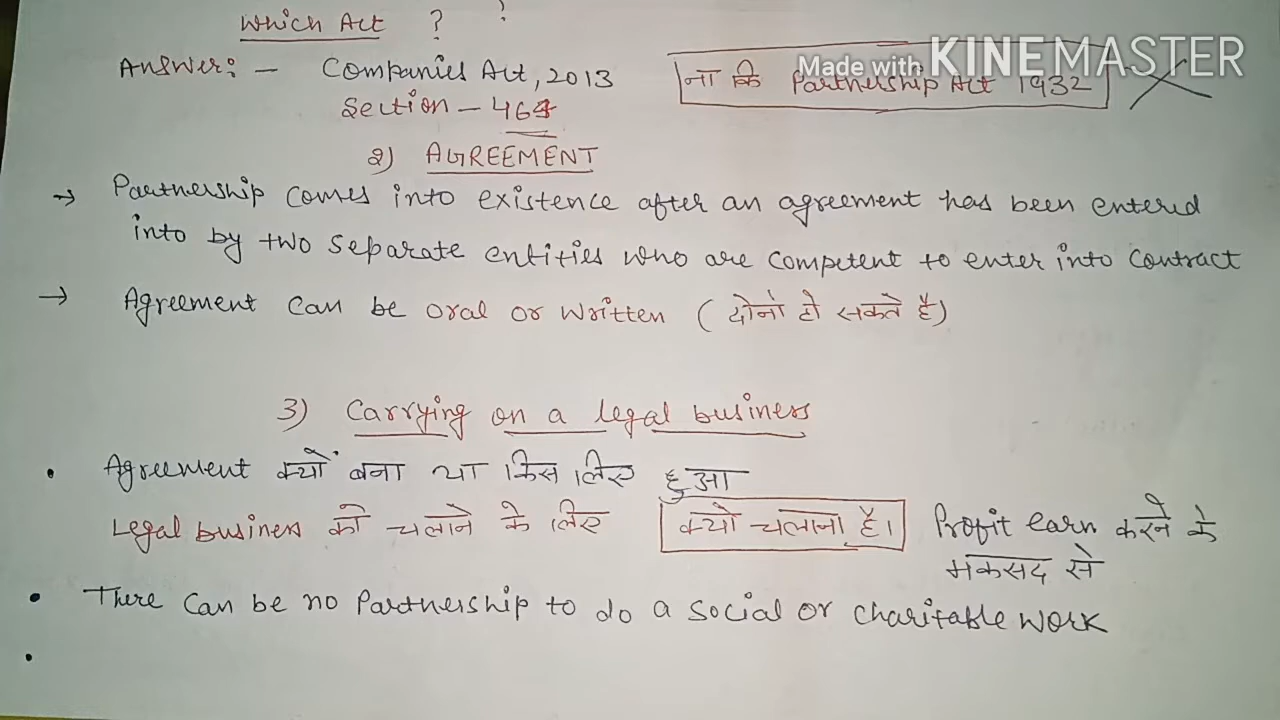 Which Act ? ?
Answer: - Companies Act, 2013
ना कि Partnership Act 1932
Made with KINEMASTER
Section - 464
2) AGREEMENT
→ Partnership comes into existence after an agreement has been entered
into by two separate entities who are competent to enter into contract
→ Agreement can be oral or written ( दोनों हो सकते हैं)
3) Carrying on a legal business
• Agreement क्यों बना या किस लिए हुआ
Legal business को चलाने के लिए क्यो चलाना है। Profit earn करने के
मकसद से
• There can be no partnership to do a social or charitable work
•